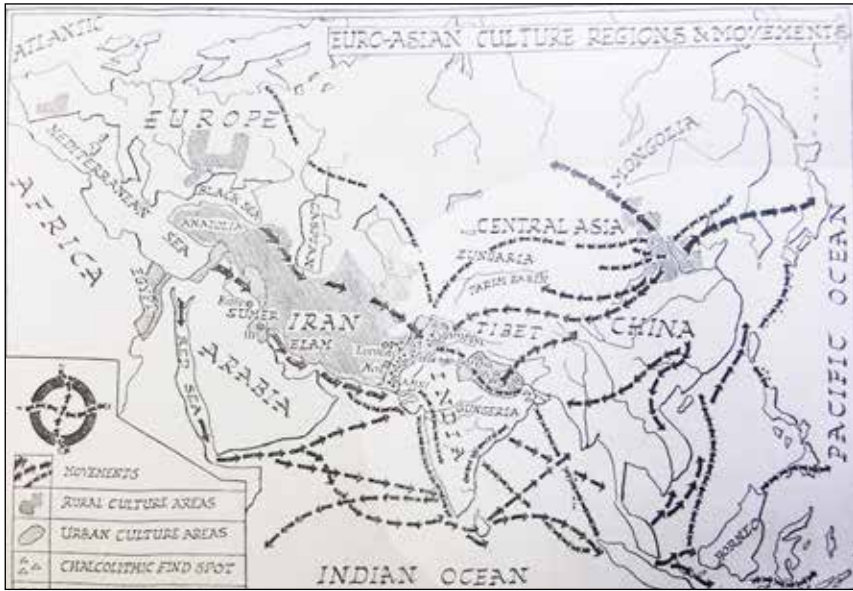 ATLANTIC
EURO-ASIAN CULTURE REGIONS & MOVEMENTS
EUROPE
MONGOLIA
MEDITERRANIAN
SEA
BLACK SEA
ANATOLIA
CASPIAN
CENTRAL ASIA
ZUNGARIA
TARIM BASIN
AFRICA
EGYPT
SUMER
IRAN
ELAM
TIBET
CHINA
ARABIA
RED SEA
INDIA
PACIFIC OCEAN
MOVEMENTS
RURAL CULTURE AREAS
URBAN CULTURE AREAS
CHALCOLITHIC FIND SPOT
BORNEO
INDIAN OCEAN